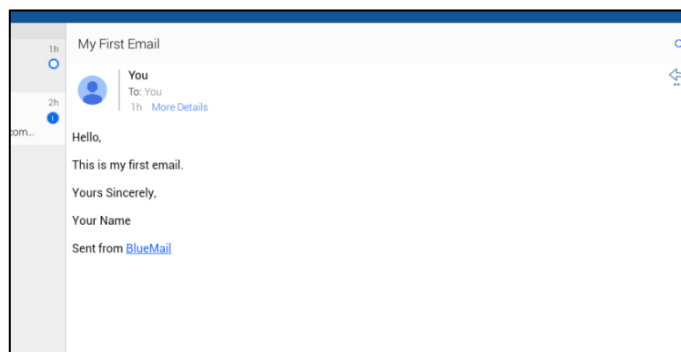 1h
2h
com...
My First Email
You
To: You
1h More Details
Hello,
This is my first email.
Yours Sincerely,
Your Name
Sent from BlueMail